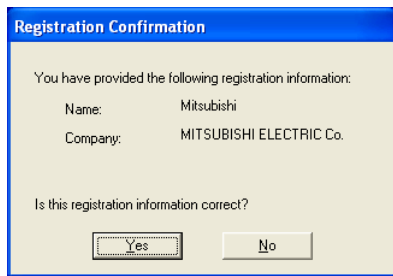 Registration Confirmation
You have provided the following registration information:
Name: Mitsubishi
Company: MITSUBISHI ELECTRIC Co.
Is this registration information correct?
Yes No